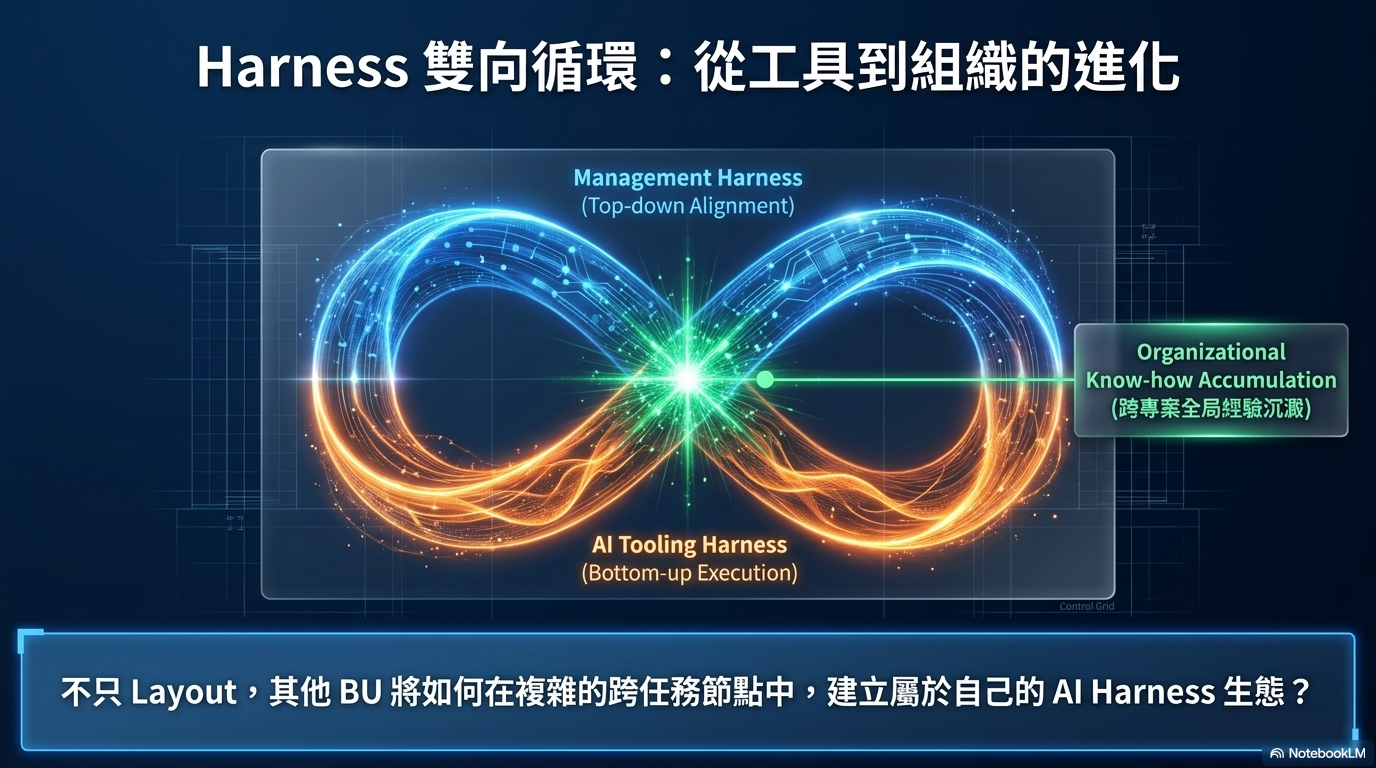 Harness 雙向循環：從工具到組織的進化
Management Harness
(Top-down Alignment)
Organizational
Know-how Accumulation
(跨專案全局經驗沉澱)
AI Tooling Harness
(Bottom-up Execution)
Control Grid
不只 Layout，其他 BU 將如何在複雜的跨任務節點中，建立屬於自己的 AI Harness 生態？
NotebookLM